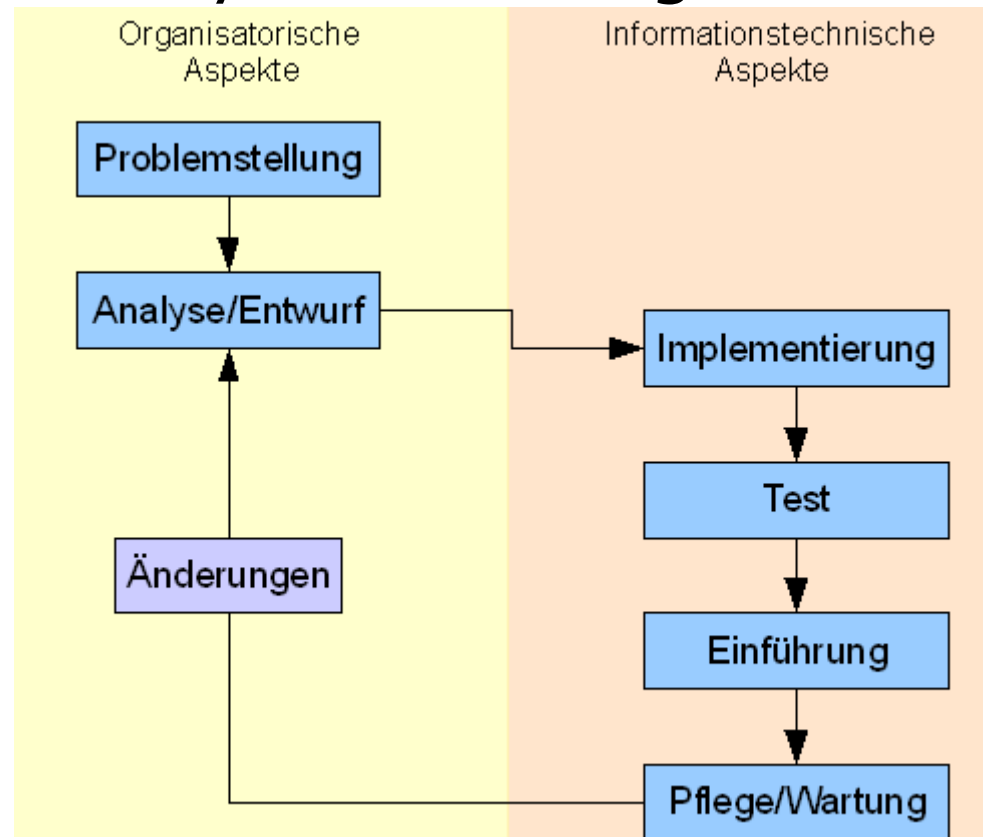 Organisatorische
Aspekte
Informationstechnische
Aspekte
Problemstellung
Analyse/Entwurf
Implementierung
Test
Änderungen
Einführung
Pflege/Wartung